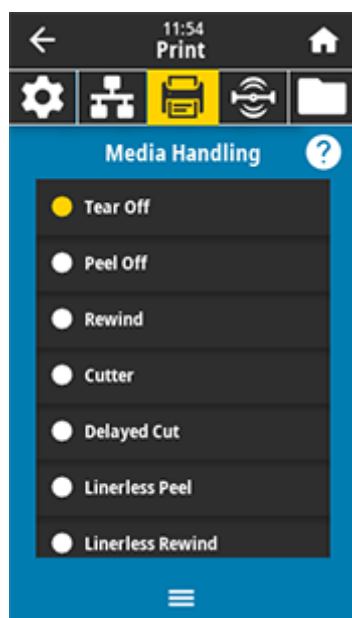 11:54
Print
Media Handling
?
Tear Off
Peel Off
Rewind
Cutter
Delayed Cut
Linerless Peel
Linerless Rewind